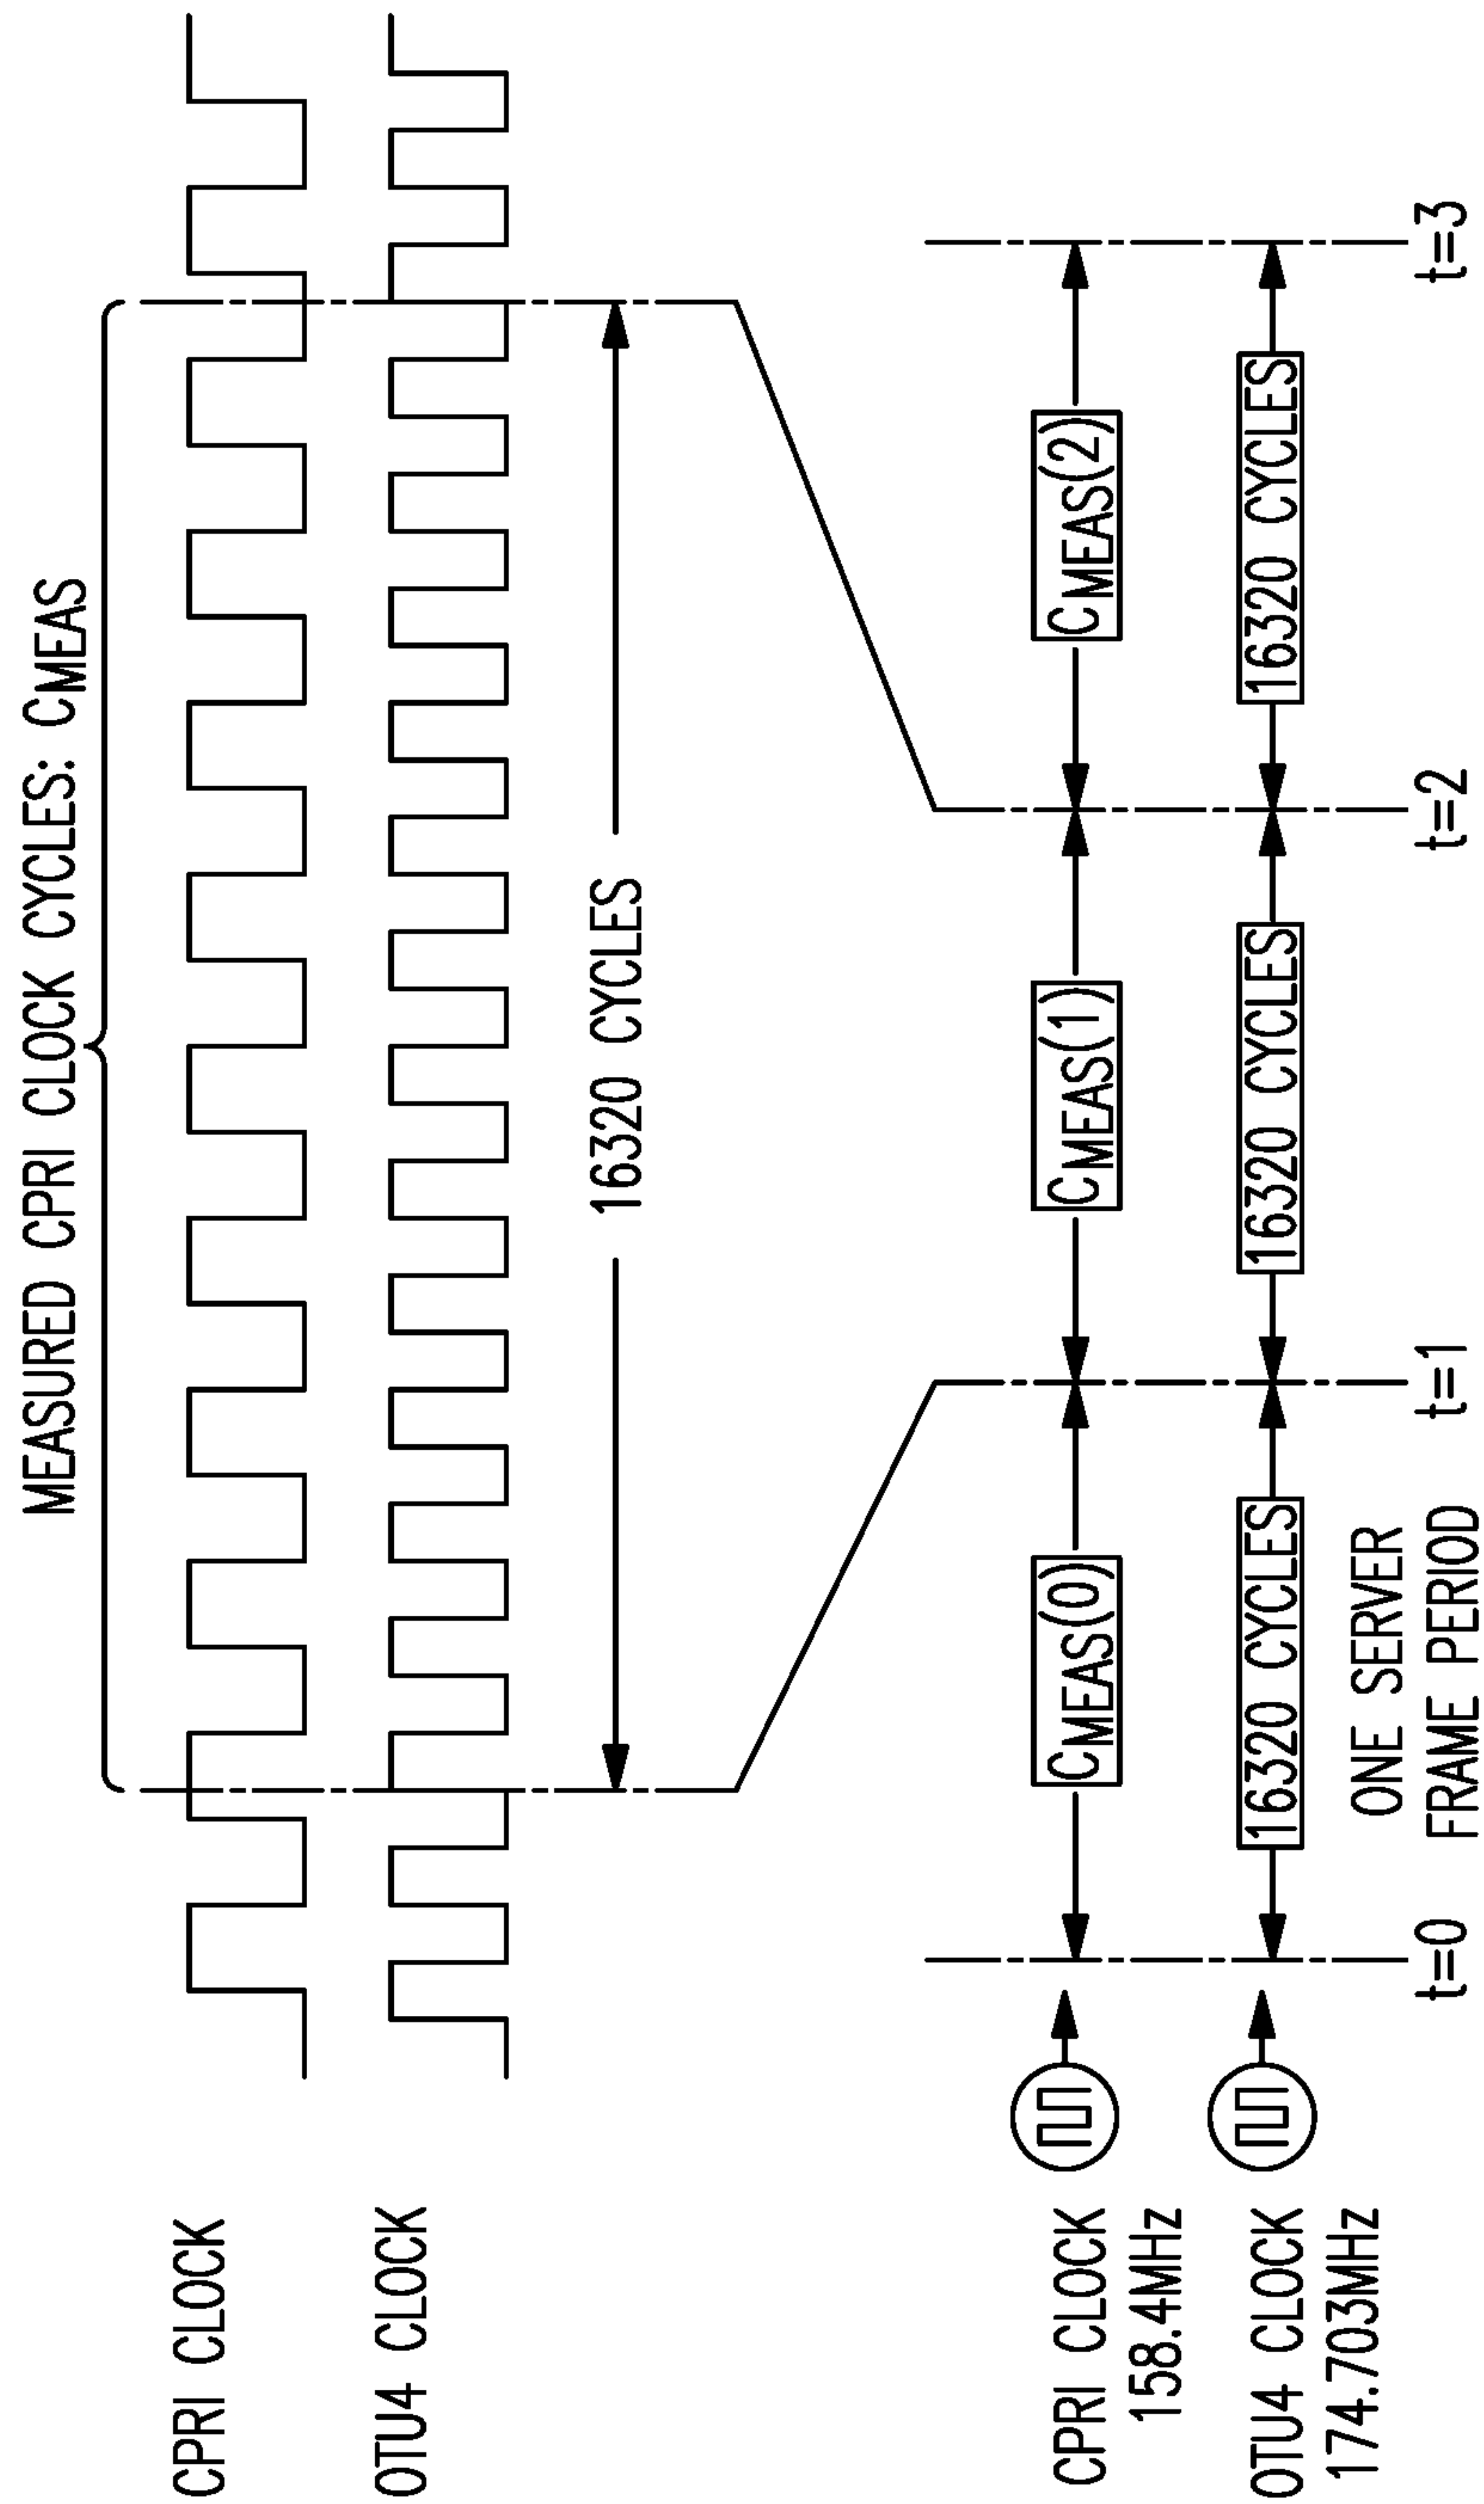 MEASURED CPRI CLOCK CYCLES: CMEAS
CPRI CLOCK
OTU4 CLOCK
16320 CYCLES
CPRI CLOCK
158.4MHz
CMEAS(0)
CMEAS(1)
CMEAS(2)
OTU4 CLOCK
174.703MHz
16320 CYCLES
16320 CYCLES
16320 CYCLES
ONE SERVER
FRAME PERIOD
t=0
t=1
t=2
t=3